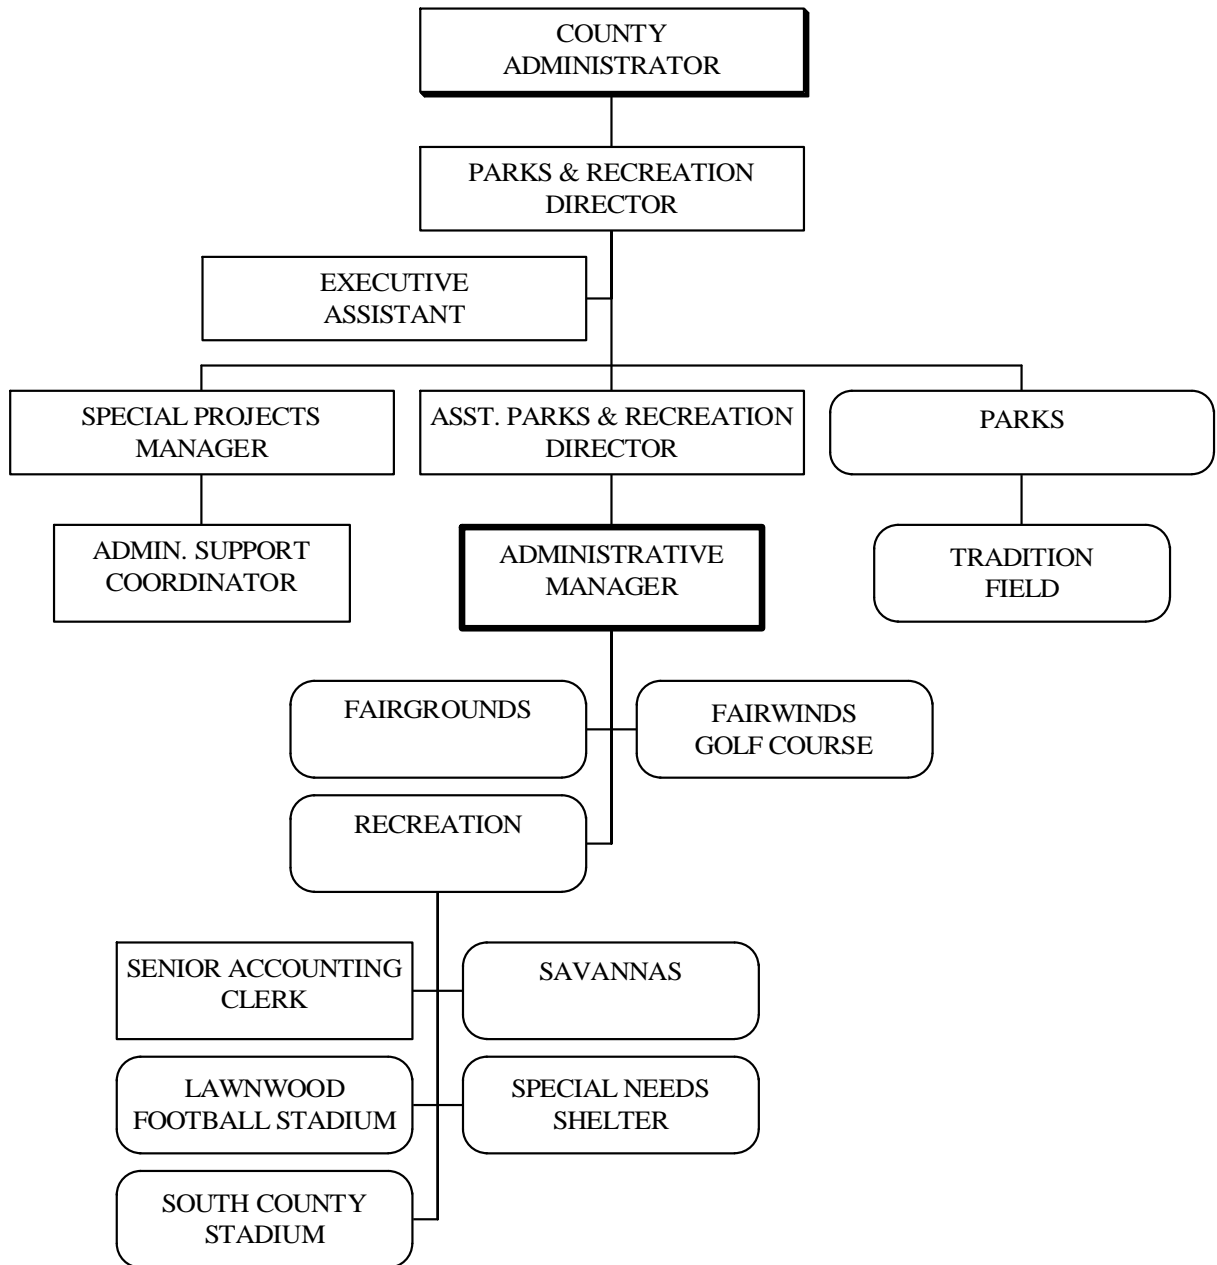 COUNTY
ADMINISTRATOR
PARKS & RECREATION
DIRECTOR
EXECUTIVE
ASSISTANT
SPECIAL PROJECTS
MANAGER
ASST. PARKS & RECREATION
DIRECTOR
PARKS
ADMIN. SUPPORT
COORDINATOR
ADMINISTRATIVE
MANAGER
TRADITION
FIELD
FAIRGROUNDS
FAIRWINDS
GOLF COURSE
RECREATION
SENIOR ACCOUNTING
CLERK
SAVANNAS
LAWNWOOD
FOOTBALL STADIUM
SPECIAL NEEDS
SHELTER
SOUTH COUNTY
STADIUM